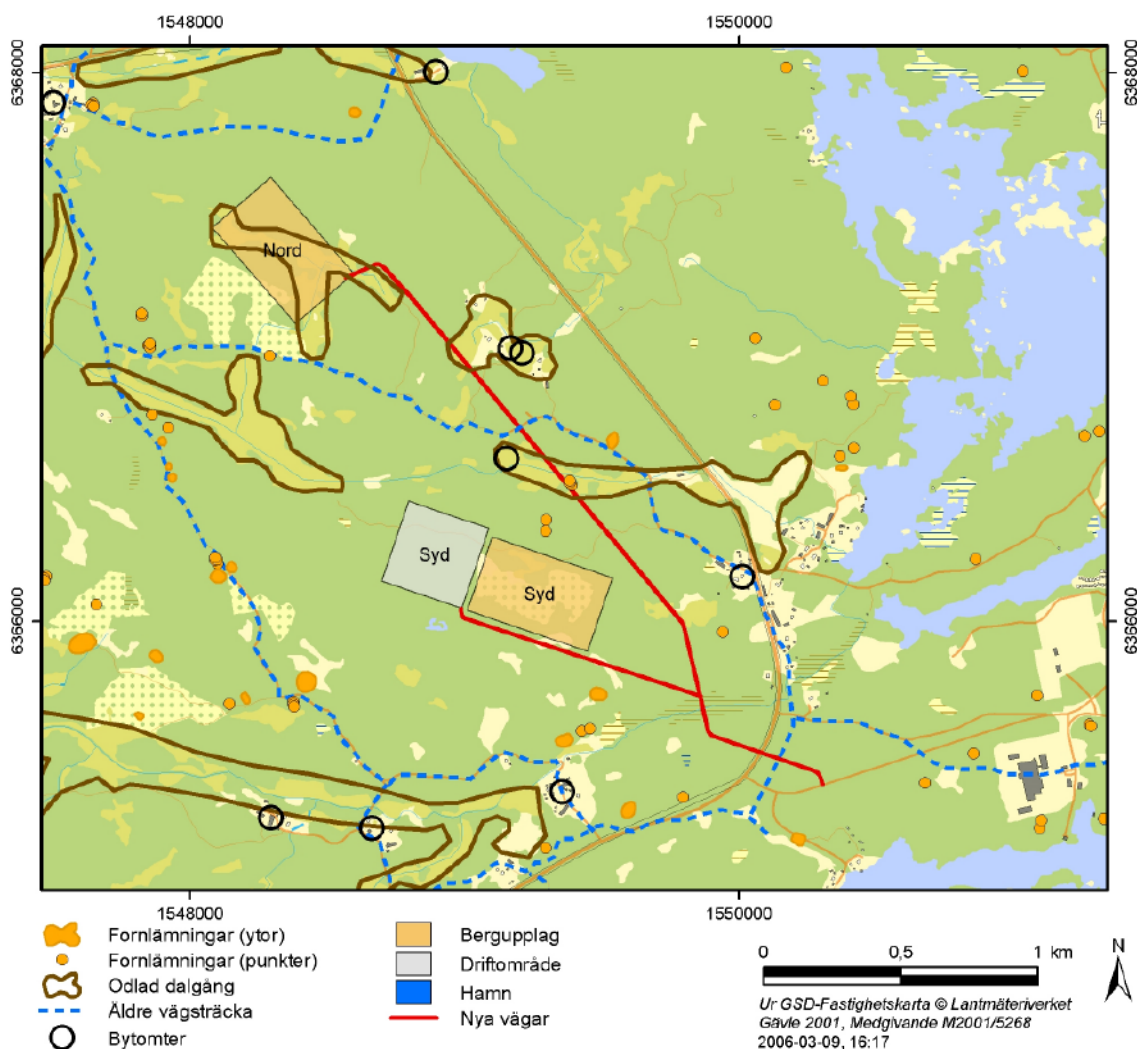 1548000 1550000
6368000 6368000
Nord
Syd
Syd
6366000 6366000
1548000 1550000
Fornlämningar (ytor)
Fornlämningar (punkter)
Odlad dalgång
Äldre vägsträcka
Bytomter
Bergupplag
Driftområde
Hamn
Nya vägar
0 0,5 1 km
N
Ur GSD-Fastighetskarta © Lantmäteriverket
Gävle 2001, Medgivande M2001/5268
2006-03-09, 16:17